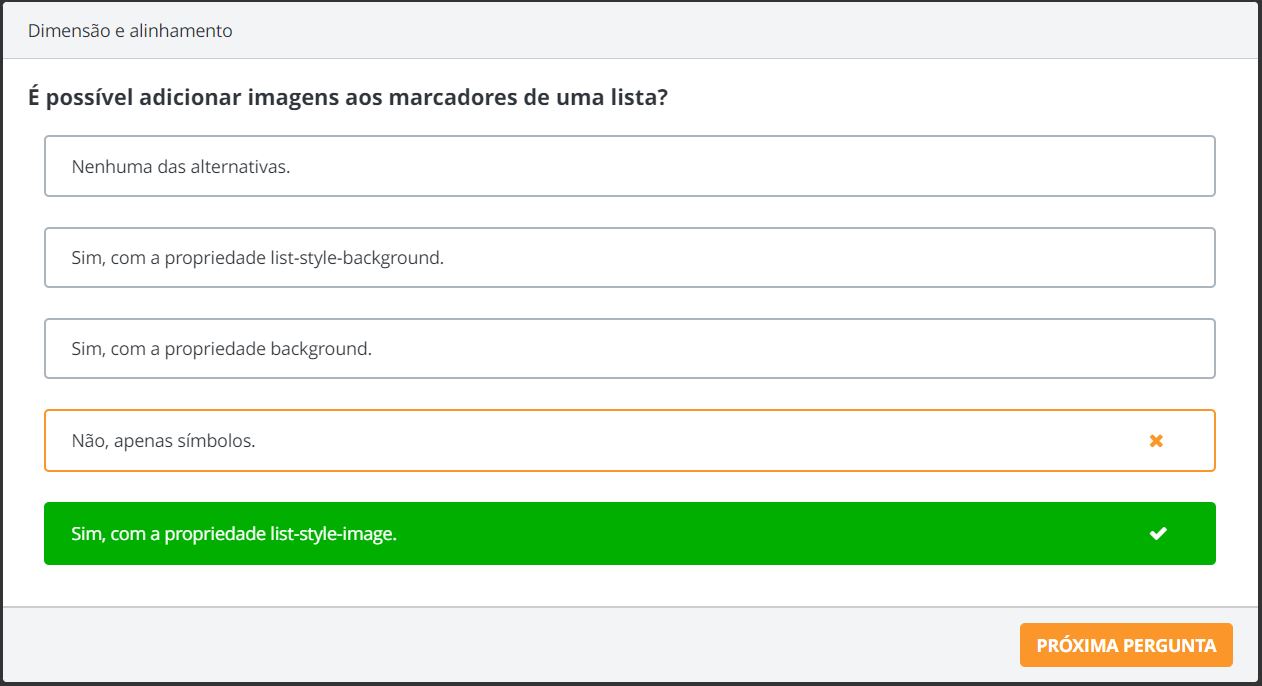 Dimensão e alinhamento
É possível adicionar imagens aos marcadores de uma lista?
Nenhuma das alternativas.
Sim, com a propriedade list-style-background.
Sim, com a propriedade background.
Não, apenas símbolos.
Sim, com a propriedade list-style-image.
PRÓXIMA PERGUNTA